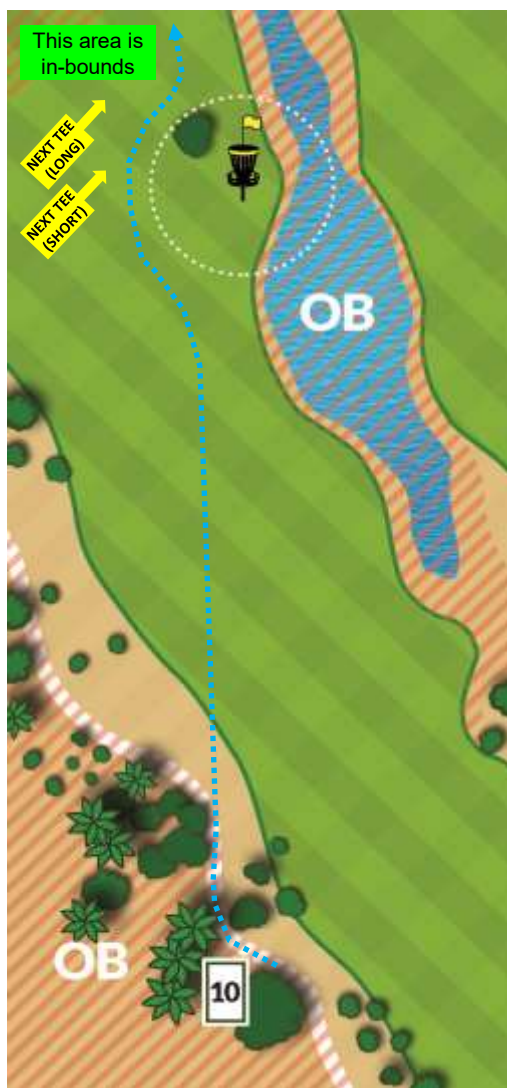 This area is
in-bounds
NEXT TEE
(LONG)
NEXT TEE
(SHORT)
OB
OB
10